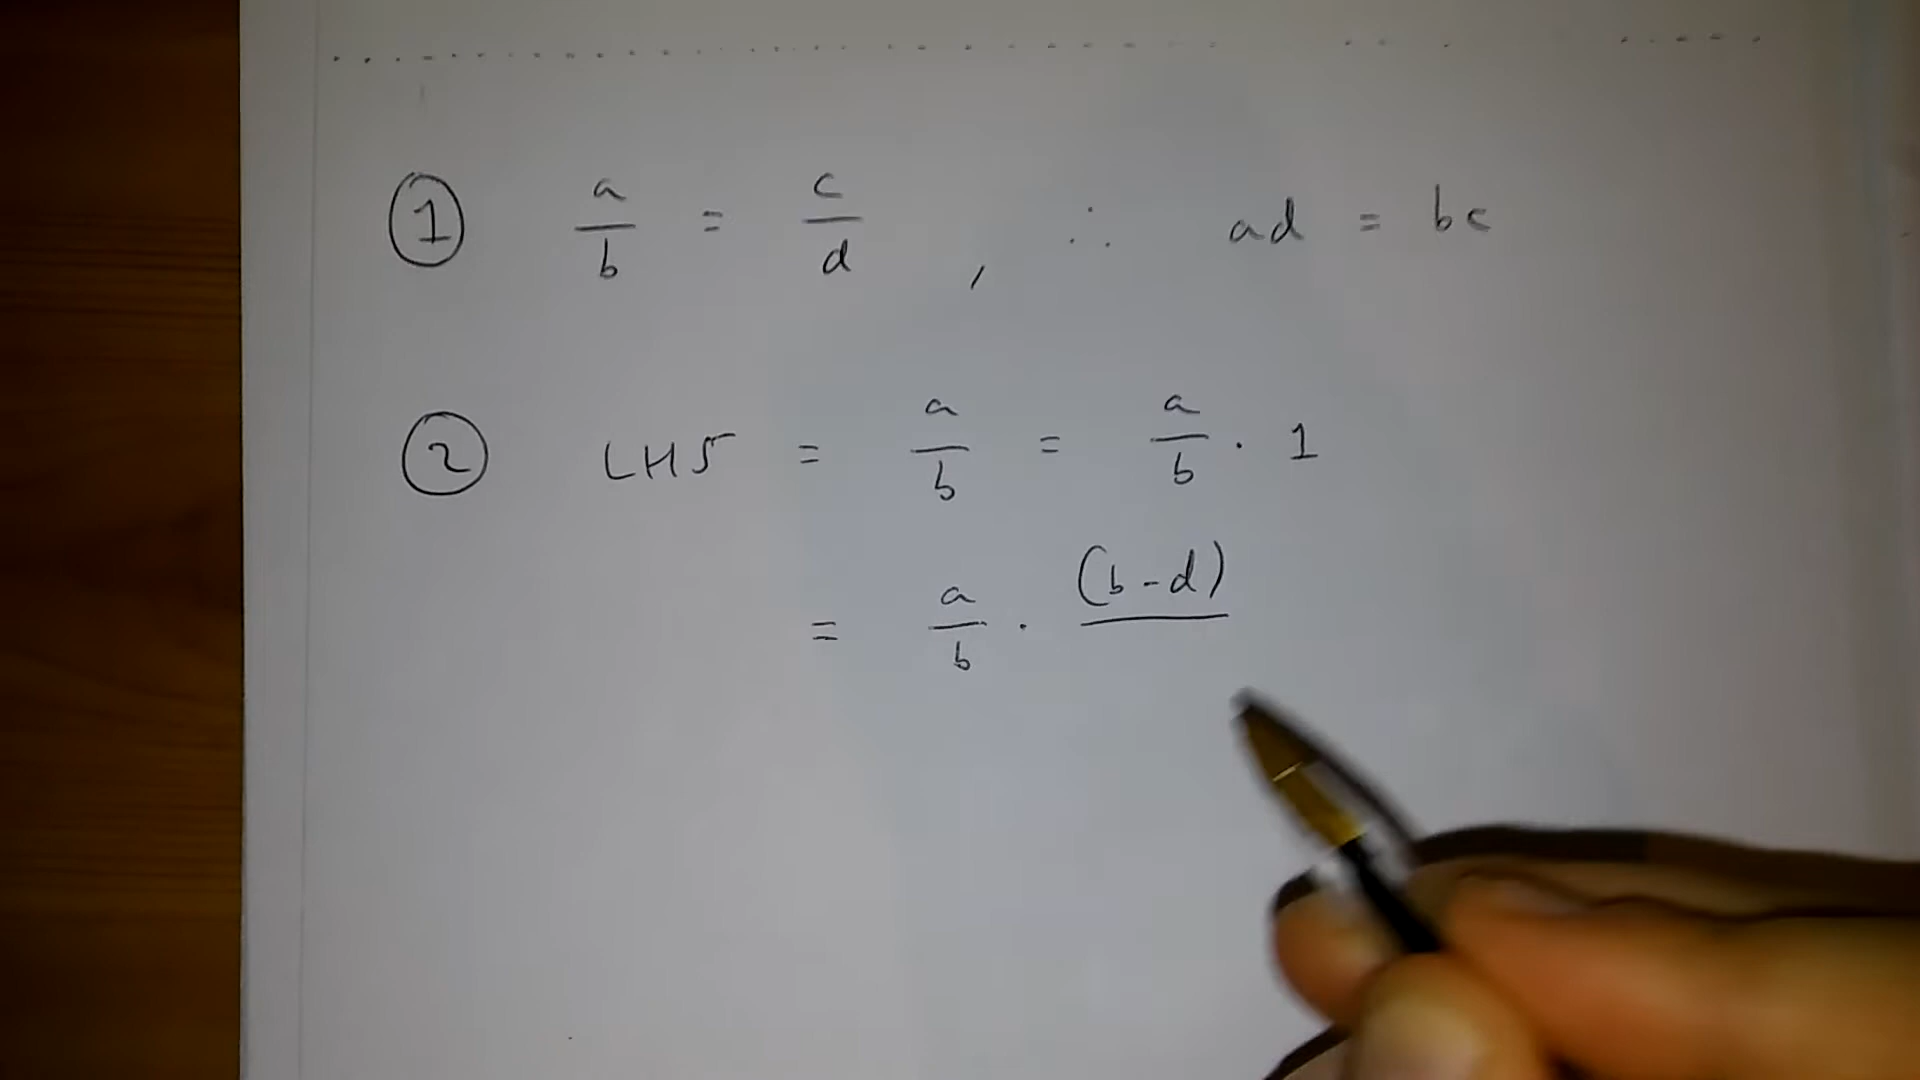 ① a/b = c/d , ∴ ad = bc
② LHS = a/b = a/b · 1
= a/b · (b-d)/